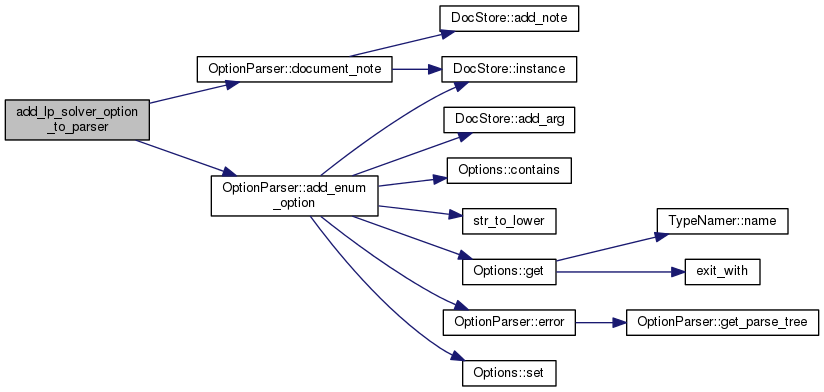 add_lp_solver_option
_to_parser
OptionParser::document_note
OptionParser::add_enum
_option
DocStore::add_note
DocStore::instance
DocStore::add_arg
Options::contains
str_to_lower
Options::get
OptionParser::error
Options::set
TypeNamer::name
exit_with
OptionParser::get_parse_tree